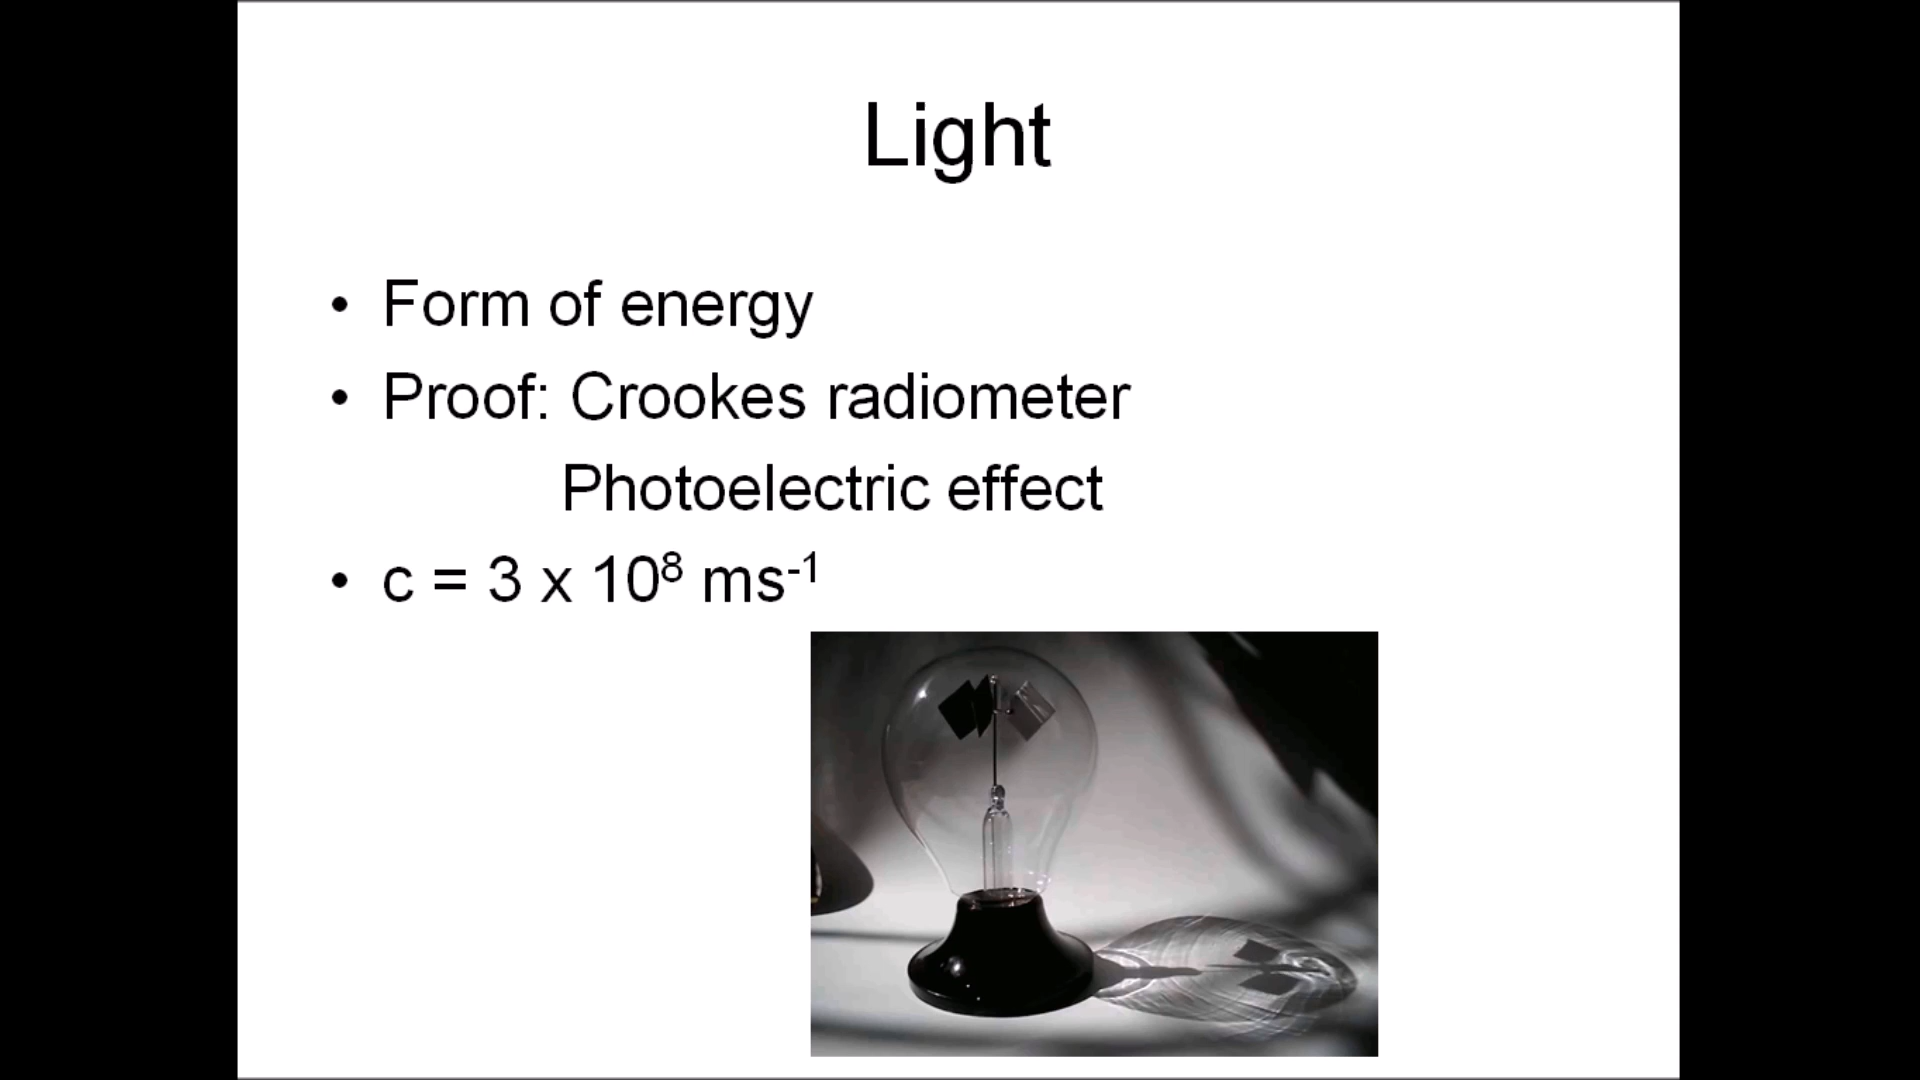 Light
• Form of energy
• Proof: Crookes radiometer
Photoelectric effect
• c = 3 x 10⁸ ms⁻¹